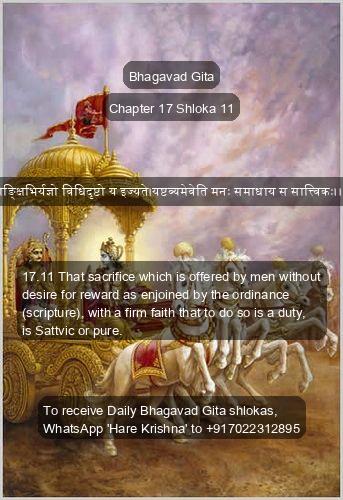 Bhagavad Gita
Chapter 17 Shloka 11
यज्ञो विधिदृष्टो य इज्यते।यष्टव्यमेवेति मनः समाधाय स सात्त्विकः।।
17.11 That sacrifice which is offered by men without
desire for reward as enjoined by the ordinance
(scripture), with a firm faith that to do so is a duty,
is Sattvic or pure.
To receive Daily Bhagavad Gita shlokas,
WhatsApp 'Hare Krishna' to +917022312895